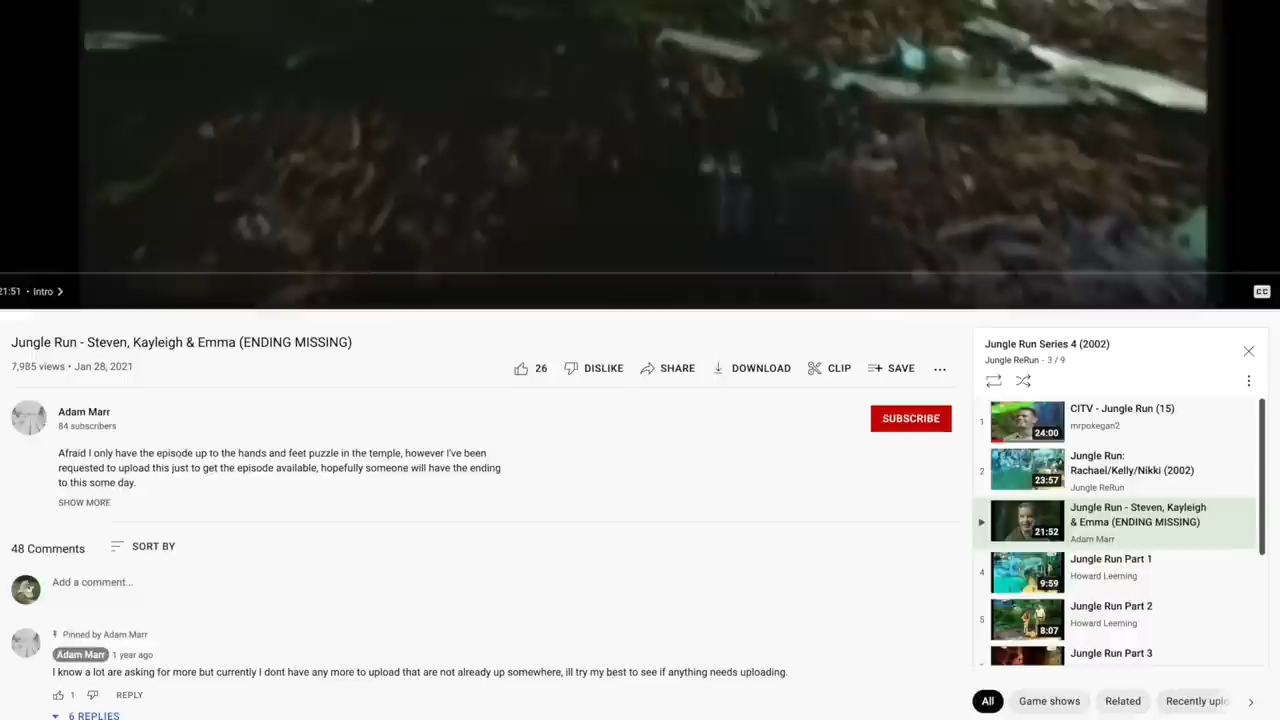 21:51 • Intro
CC
Jungle Run - Steven, Kayleigh & Emma (ENDING MISSING)
7,985 views • Jan 28, 2021
26
DISLIKE
SHARE
DOWNLOAD
CLIP
SAVE
Adam Marr
84 subscribers
SUBSCRIBE
Afraid I only have the episode up to the hands and feet puzzle in the temple, however I've been
requested to upload this just to get the episode available, hopefully someone will have the ending
to this some day.
SHOW MORE
48 Comments
SORT BY
Add a comment...
Pinned by Adam Marr
Adam Marr 1 year ago
I know a lot are asking for more but currently I dont have any more to upload that are not already up somewhere, ill try my best to see if anything needs uploading.
1
REPLY
6 REPLIES
Jungle Run Series 4 (2002)
Jungle ReRun - 3 / 9
1
24:00
CITV - Jungle Run (15)
mrpokegan2
2
23:57
Jungle Run:
Rachael/Kelly/Nikki (2002)
Jungle ReRun
21:52
Jungle Run - Steven, Kayleigh
& Emma (ENDING MISSING)
Adam Marr
4
9:59
Jungle Run Part 1
Howard Leeming
5
8:07
Jungle Run Part 2
Howard Leeming
Jungle Run Part 3
All
Game shows
Related
Recently uplo